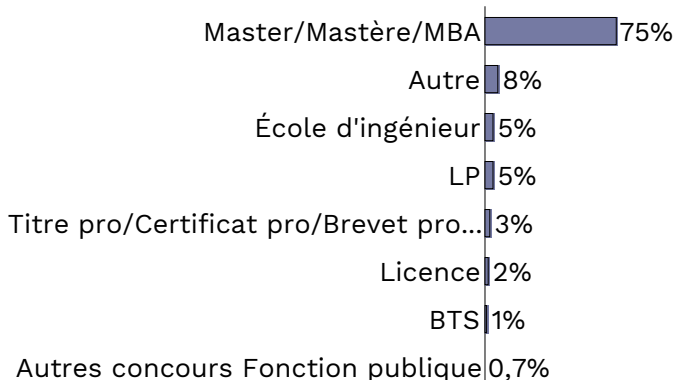 Master/Mastère/MBA 75%
Autre 8%
École d'ingénieur 5%
LP 5%
Titre pro/Certificat pro/Brevet pro... 3%
Licence 2%
BTS 1%
Autres concours Fonction publique 0,7%